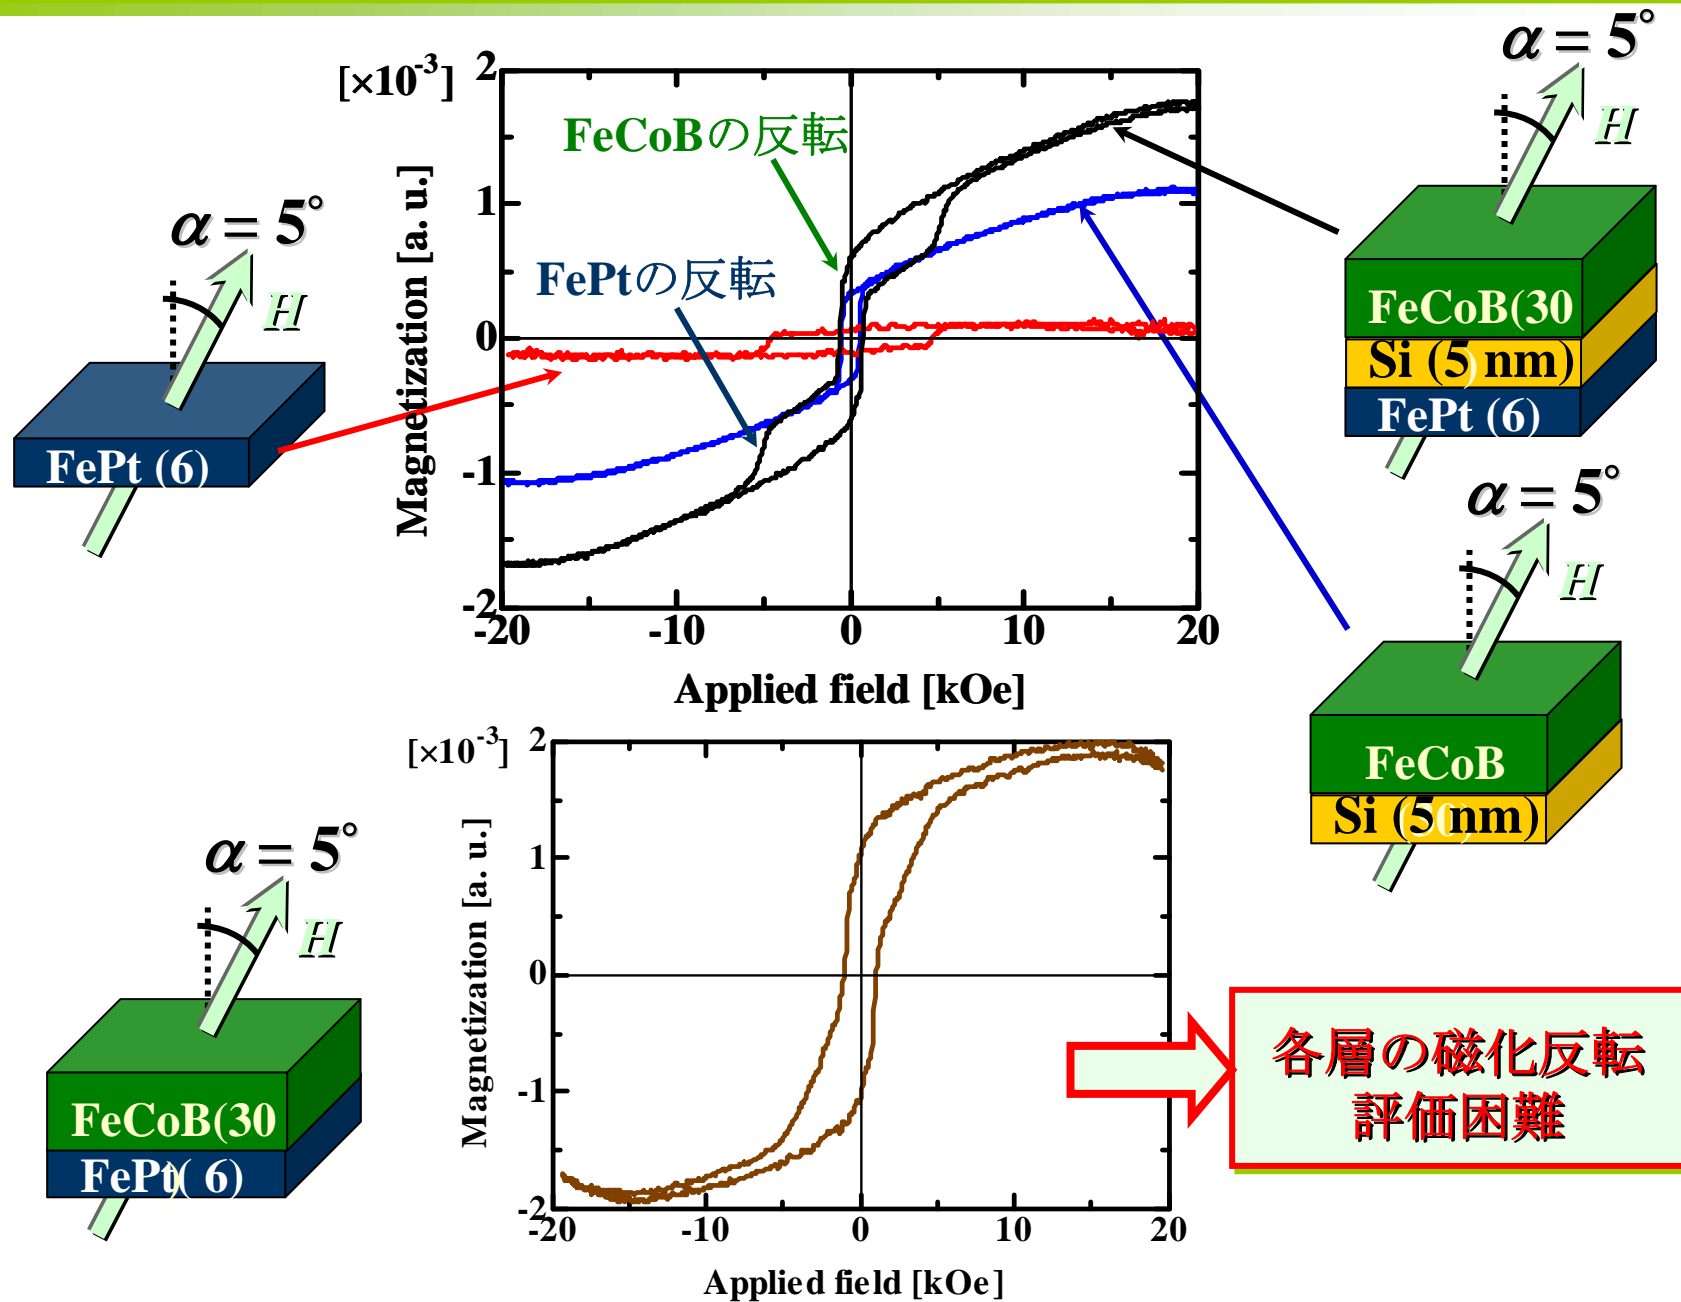 α = 5°
H
FePt (6)
[×10-3]
2
1
0
-1
-2
-20
-10
0
10
20
Magnetization [a. u.]
Applied field [kOe]
FeCoBの反転
FePtの反転
α = 5°
H
FeCoB(30
Si (5 nm)
FePt (6)
α = 5°
H
FeCoB
Si (5 nm)
α = 5°
H
FeCoB(30
FePt( 6)
[×10-3]
2
1
0
-1
-2
-20
-10
0
10
20
Magnetization [a. u.]
Applied field [kOe]
各層の磁化反転
評価困難